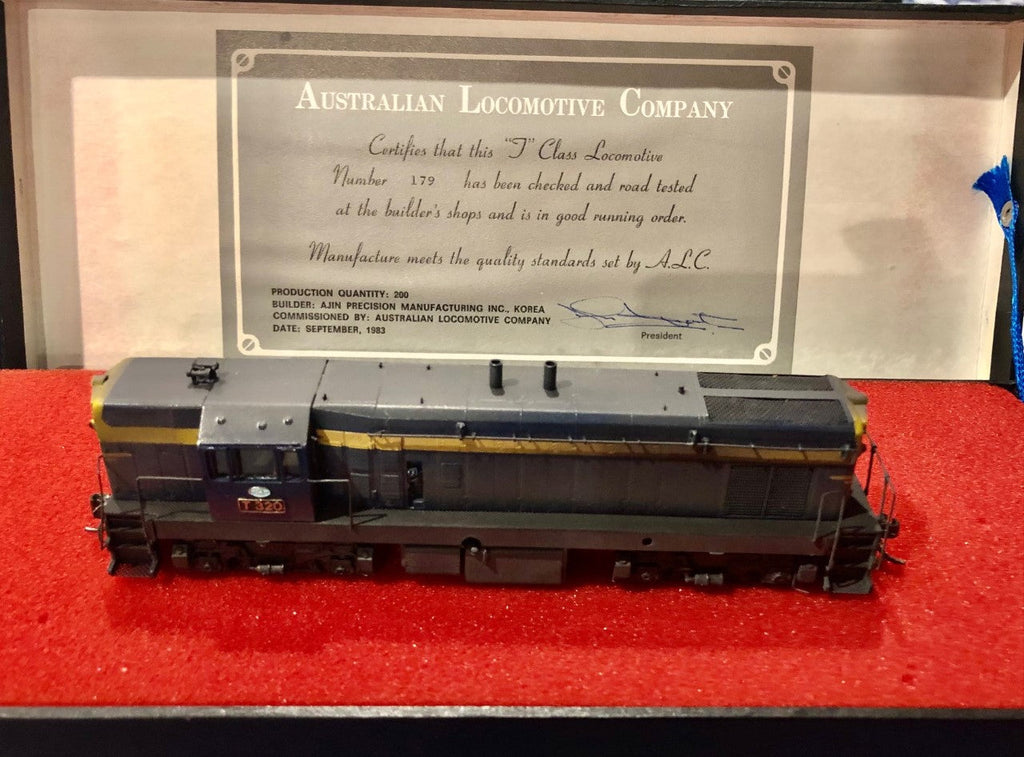 AUSTRALIAN LOCOMOTIVE COMPANY
Certifies that this "T" Class Locomotive
Number 179 has been checked and road tested
at the builder's shops and is in good running order.
Manufacture meets the quality standards set by A.L.C.
PRODUCTION QUANTITY: 200
BUILDER: AJIN PRECISION MANUFACTURING INC., KOREA
COMMISSIONED BY: AUSTRALIAN LOCOMOTIVE COMPANY
DATE: SEPTEMBER, 1983
President
T 320